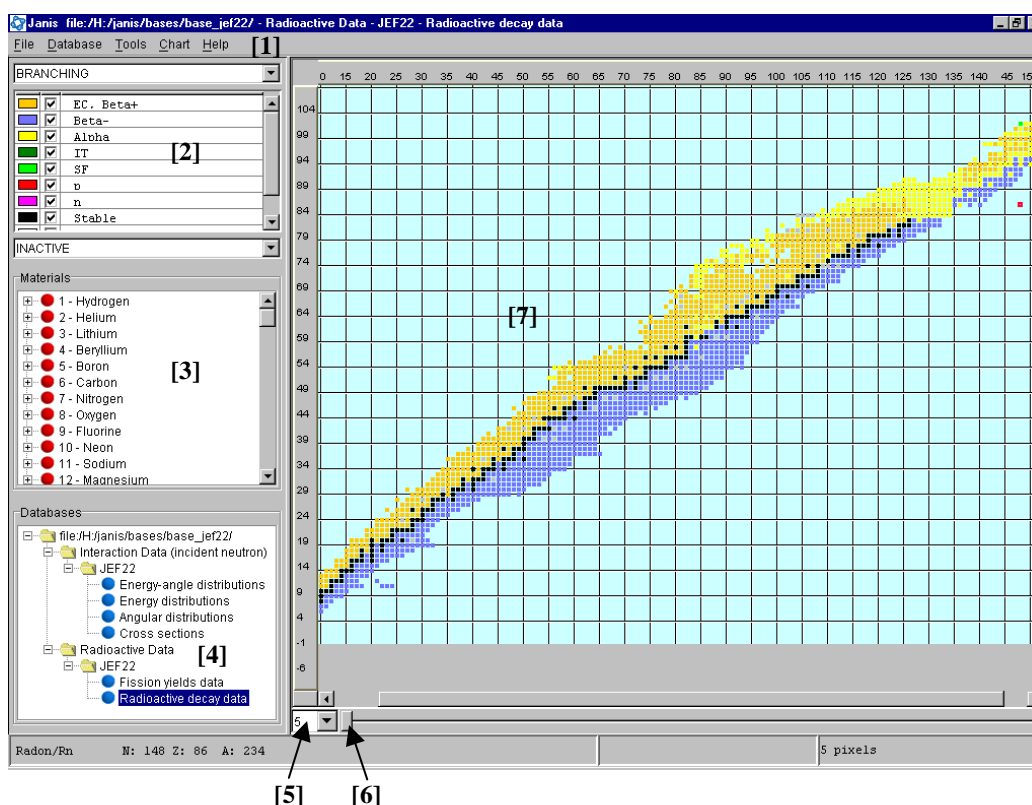 Janis file:/H:/janis/bases/base_jef22/ - Radioactive Data - JEF22 - Radioactive decay data
File Database Tools Chart Help [1]
BRANCHING
EC, Beta+
Beta-
Alpha
IT
SF
p
n
Stable
[2]
INACTIVE
Materials
1 - Hydrogen
2 - Helium
3 - Lithium
4 - Beryllium
5 - Boron
6 - Carbon
7 - Nitrogen
8 - Oxygen
9 - Fluorine
10 - Neon
11 - Sodium
12 - Magnesium
[3]
Databases
file:/H:/janis/bases/base_jef22/
Interaction Data (incident neutron)
JEF22
Energy-angle distributions
Energy distributions
Angular distributions
Cross sections
Radioactive Data
[4]
JEF22
Fission yields data
Radioactive decay data
0 15 20 25 30 35 40 45 50 55 60 65 70 75 80 85 90 95 100 105 110 115 120 125 130 135 14 45 15
104
99
94
89
84
79
74
69
64
59
54
49
44
39
34
29
24
19
14
9
4
-1
-6
[7]
5
Radon/Rn N: 148 Z: 86 A: 234
5 pixels
[5] [6]